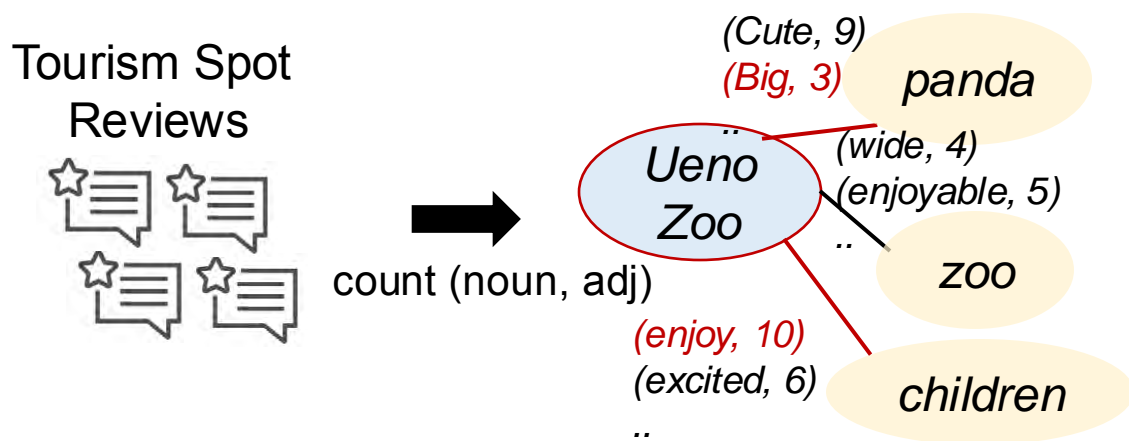 Tourism Spot
Reviews
count (noun, adj)
Ueno
Zoo
(Cute, 9)
(Big, 3)
..
panda
(wide, 4)
(enjoyable, 5)
..
zoo
(enjoy, 10)
(excited, 6)
..
children